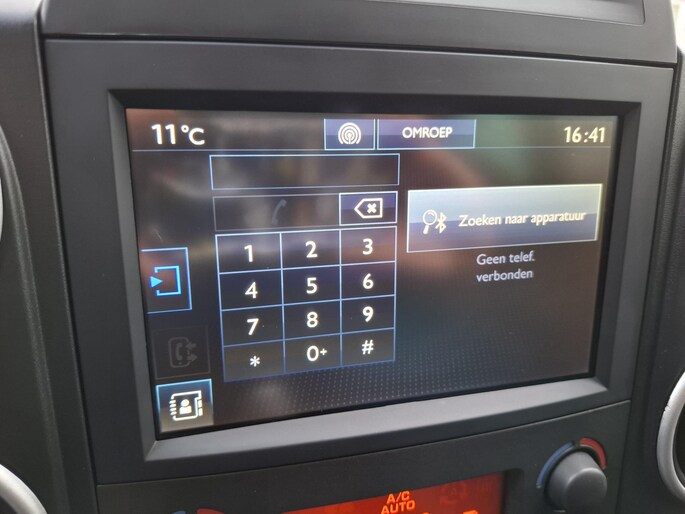 11°C OMROEP 16:41
Zoeken naar apparatuur
Geen telef.
verbonden
1 2 3
4 5 6
7 8 9
* 0+ #
A/C
AUTO